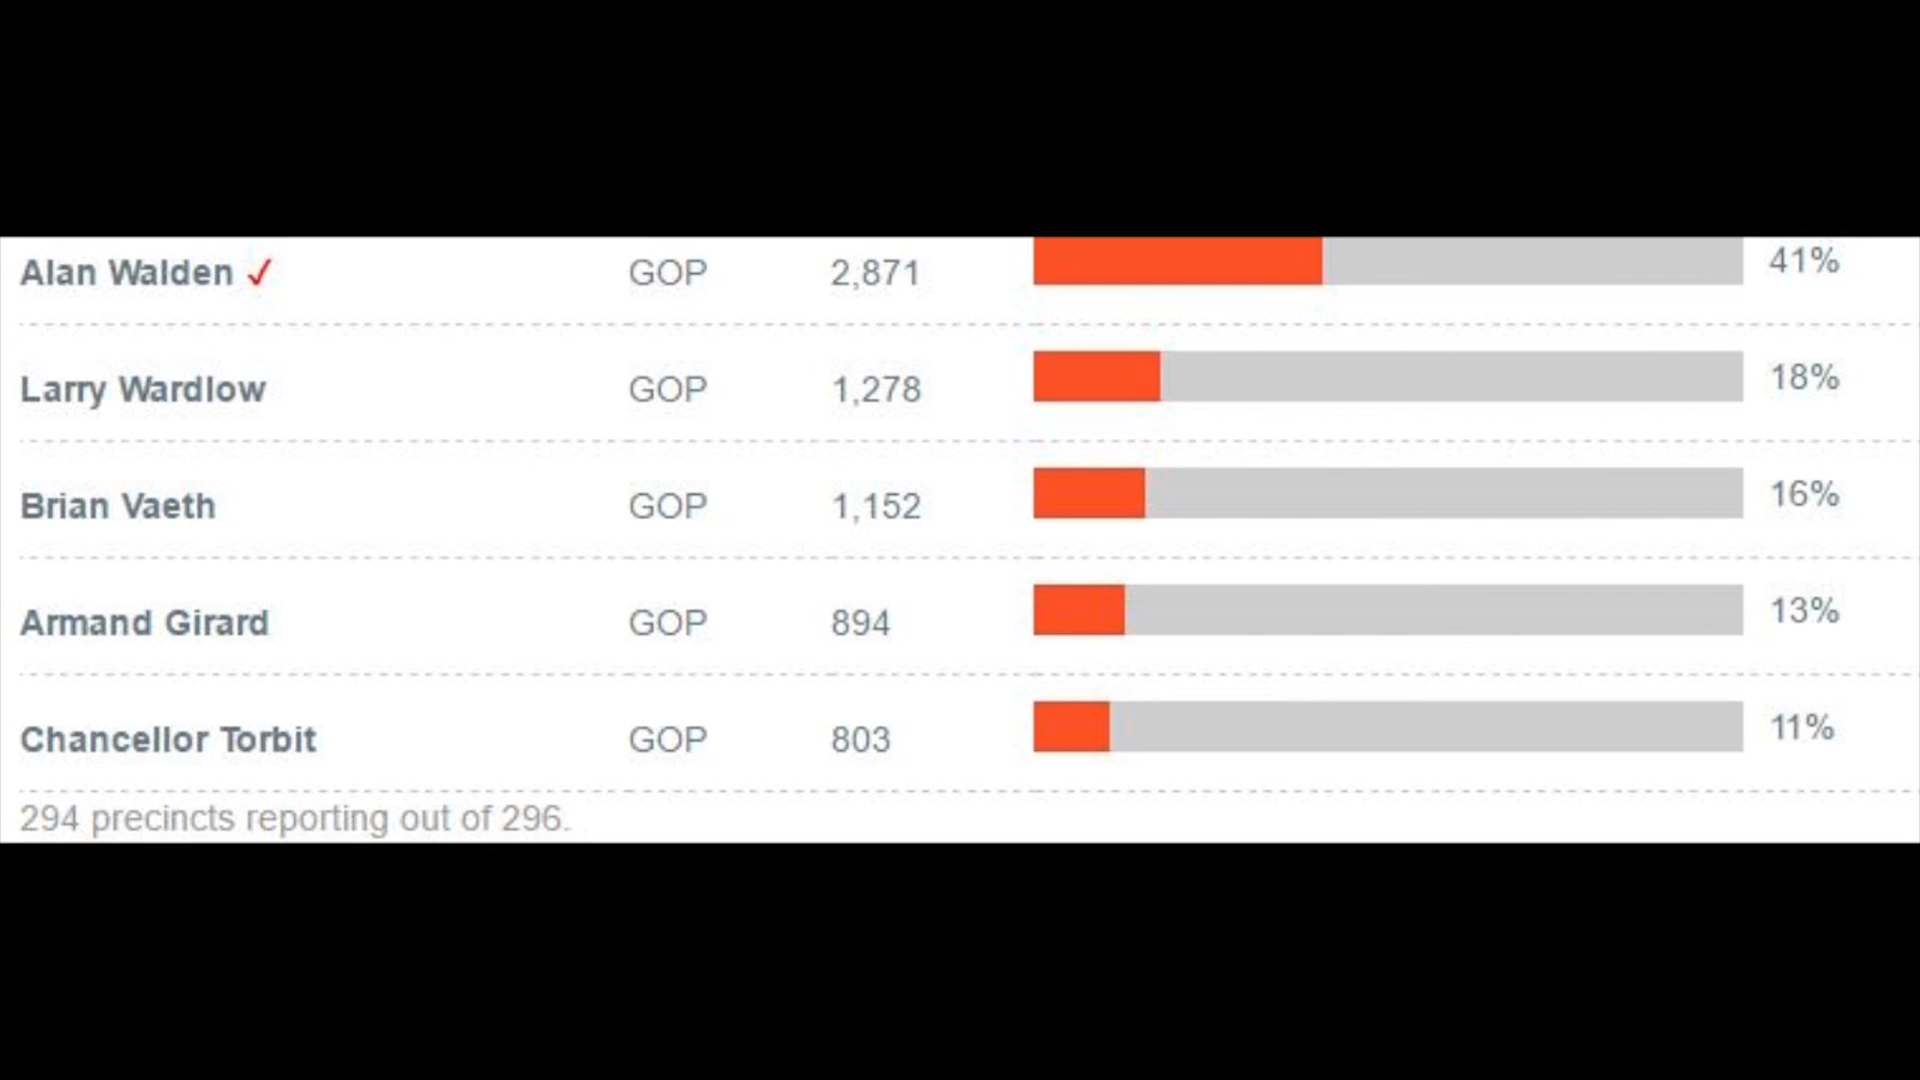 Alan Walden ✓ GOP 2,871 41%
Larry Wardlow GOP 1,278 18%
Brian Vaeth GOP 1,152 16%
Armand Girard GOP 894 13%
Chancellor Torbit GOP 803 11%
294 precincts reporting out of 296.